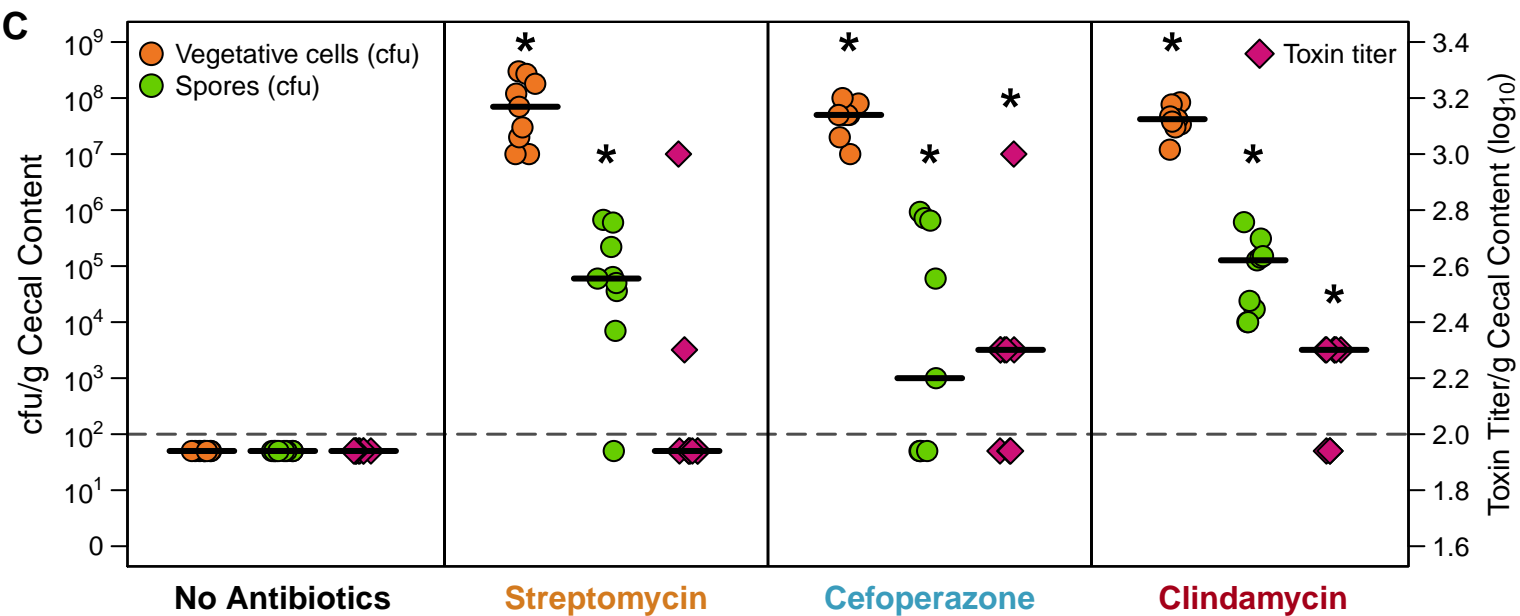 C
Vegetative cells (cfu)
Spores (cfu)
Toxin titer
* * *
*
* * *
*
cfu/g Cecal Content
10⁹
10⁸
10⁷
10⁶
10⁵
10⁴
10³
10²
10¹
0
3.4
3.2
3.0
2.8
2.6
2.4
2.2
2.0
1.8
1.6
Toxin Titer/g Cecal Content (log₁₀)
No Antibiotics Streptomycin Cefoperazone Clindamycin